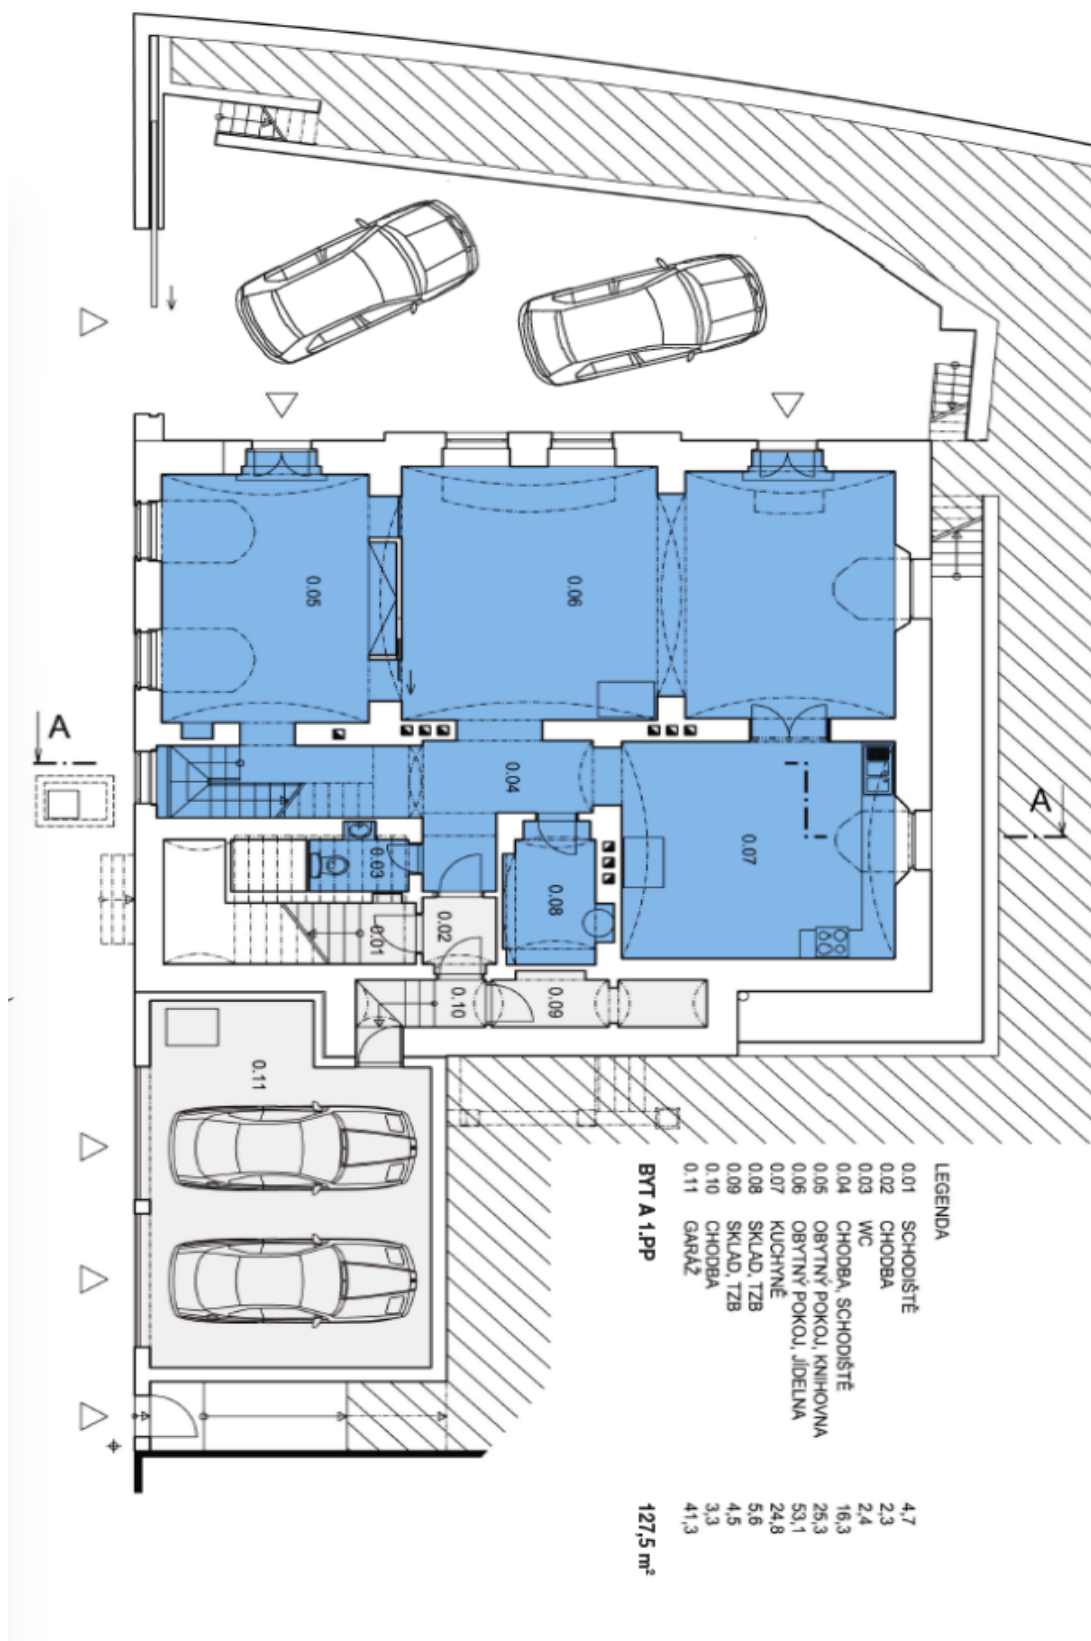 A
A
0.05
0.06
0.04
0.03
0.07
0.08
0.02
0.01
0.10
0.09
0.11
LEGENDA
0.01 SCHODIŠTĚ 4,7
0.02 CHODBA 2,3
0.03 WC 2,4
0.04 CHODBA, SCHODIŠTĚ 16,3
0.05 OBYTNÝ POKOJ, KNIHOVNA 25,3
0.06 OBYTNÝ POKOJ, JÍDELNA 53,1
0.07 KUCHYNĚ 24,8
0.08 SKLAD, TZB 5,6
0.09 SKLAD, TZB 4,5
0.10 CHODBA 3,3
0.11 GARÁŽ 41,3
BYT A 1.PP 127,5 m²